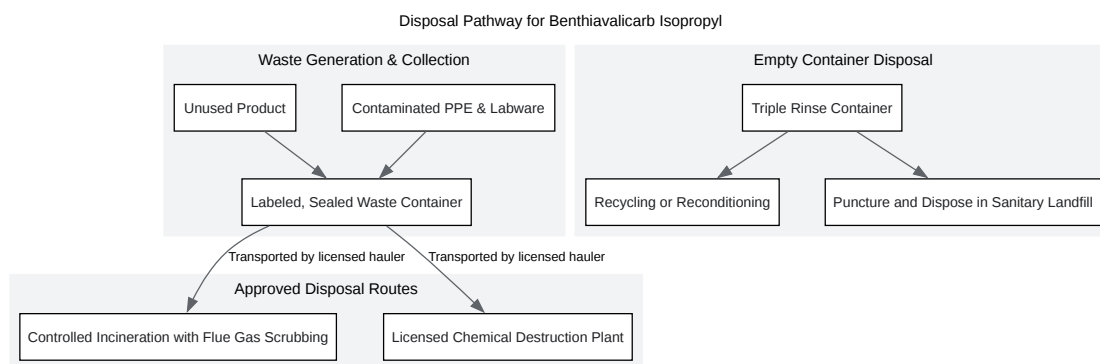 Disposal Pathway for Benthiavalicarb Isopropyl
Waste Generation & Collection
Unused Product
Contaminated PPE & Labware
Labeled, Sealed Waste Container
Empty Container Disposal
Triple Rinse Container
Recycling or Reconditioning
Puncture and Dispose in Sanitary Landfill
Transported by licensed hauler
Transported by licensed hauler
Approved Disposal Routes
Controlled Incineration with Flue Gas Scrubbing
Licensed Chemical Destruction Plant